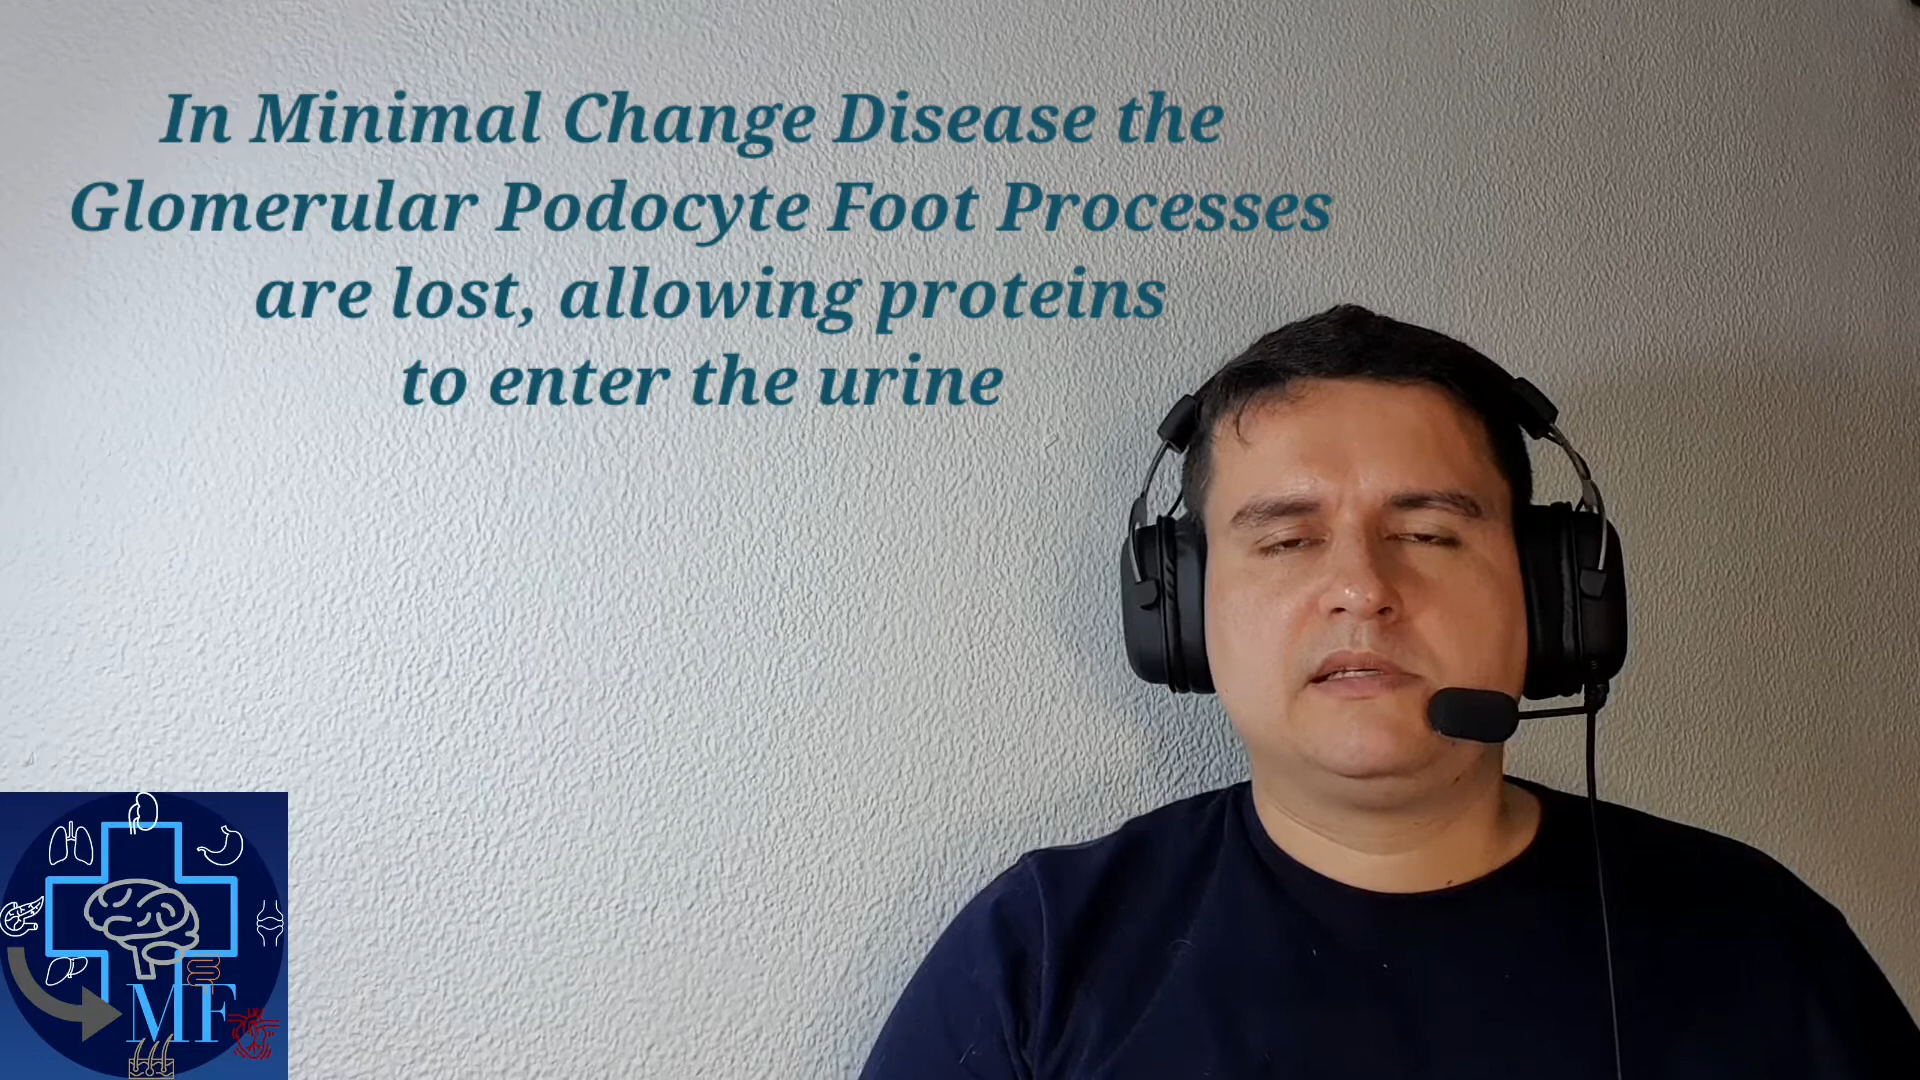 In Minimal Change Disease the
Glomerular Podocyte Foot Processes
are lost, allowing proteins
to enter the urine
MF